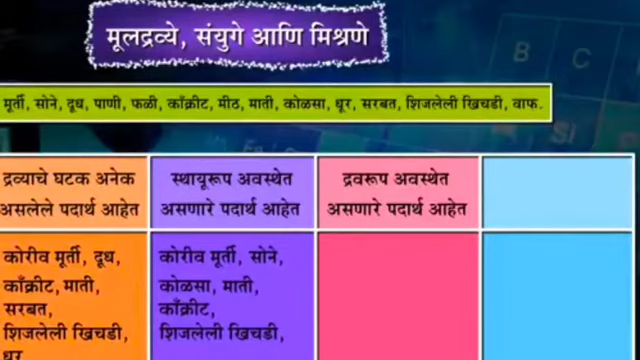 मूलद्रव्ये, संयुगे आणि मिश्रणे
मूर्ती, सोने, दूध, पाणी, फळी, काँक्रीट, मीठ, माती, कोळसा, धूर, सरबत, शिजलेली खिचडी, वाफ.
द्रव्याचे घटक अनेक
असलेले पदार्थ आहेत
स्थायूरूप अवस्थेत
असणारे पदार्थ आहेत
द्रवरूप अवस्थेत
असणारे पदार्थ आहेत
कोरीव मूर्ती, दूध,
काँक्रीट, माती,
सरबत,
शिजलेली खिचडी,
धूर
कोरीव मूर्ती, सोने,
कोळसा, माती,
काँक्रीट,
शिजलेली खिचडी,
B C
Si